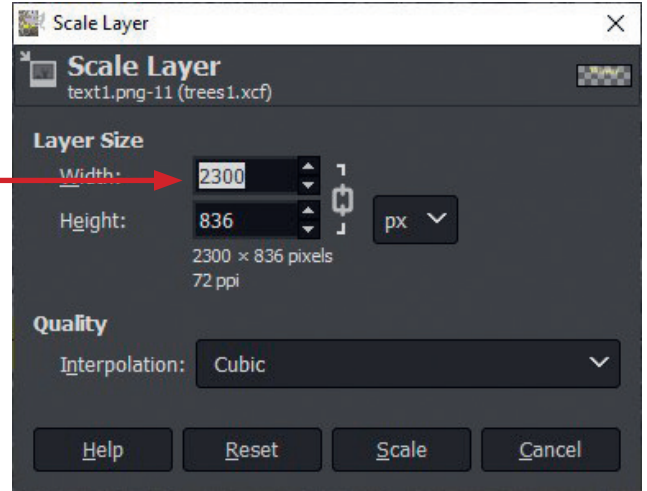 Scale Layer
Scale Layer
text1.png-11 (trees1.xcf)
Layer Size
Width: 2300
Height: 836 px
2300 × 836 pixels
72 ppi
Quality
Interpolation: Cubic
Help Reset Scale Cancel